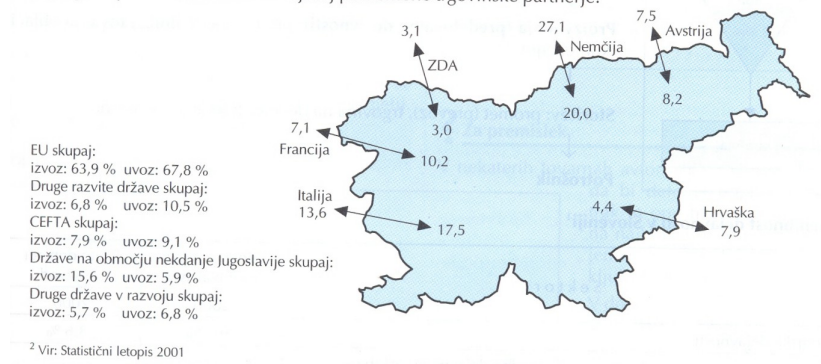 3,1
ZDA
3,0
27,1
Nemčija
20,0
7,5
Avstrija
8,2
7,1
Francija
10,2
Italija
13,6
17,5
4,4
Hrvaška
7,9
EU skupaj:
izvoz: 63,9 % uvoz: 67,8 %
Druge razvite države skupaj:
izvoz: 6,8 % uvoz: 10,5 %
CEFTA skupaj:
izvoz: 7,9 % uvoz: 9,1 %
Države na območju nekdanje Jugoslavije skupaj:
izvoz: 15,6 % uvoz: 5,9 %
Druge države v razvoju skupaj:
izvoz: 5,7 % uvoz: 6,8 %
² Vir: Statistični letopis 2001